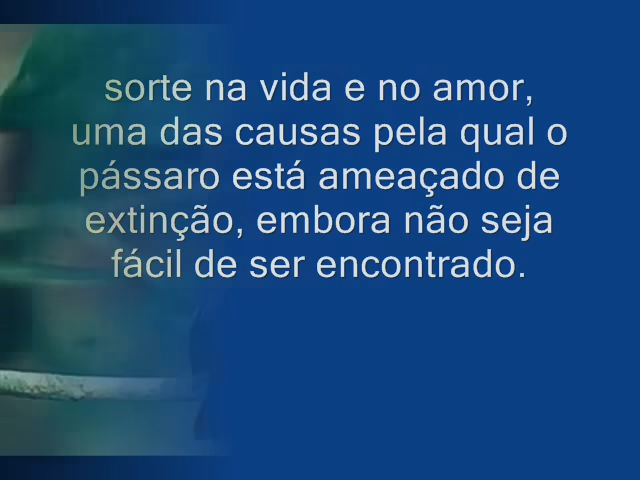 sorte na vida e no amor,
uma das causas pela qual o
pássaro está ameaçado de
extinção, embora não seja
fácil de ser encontrado.